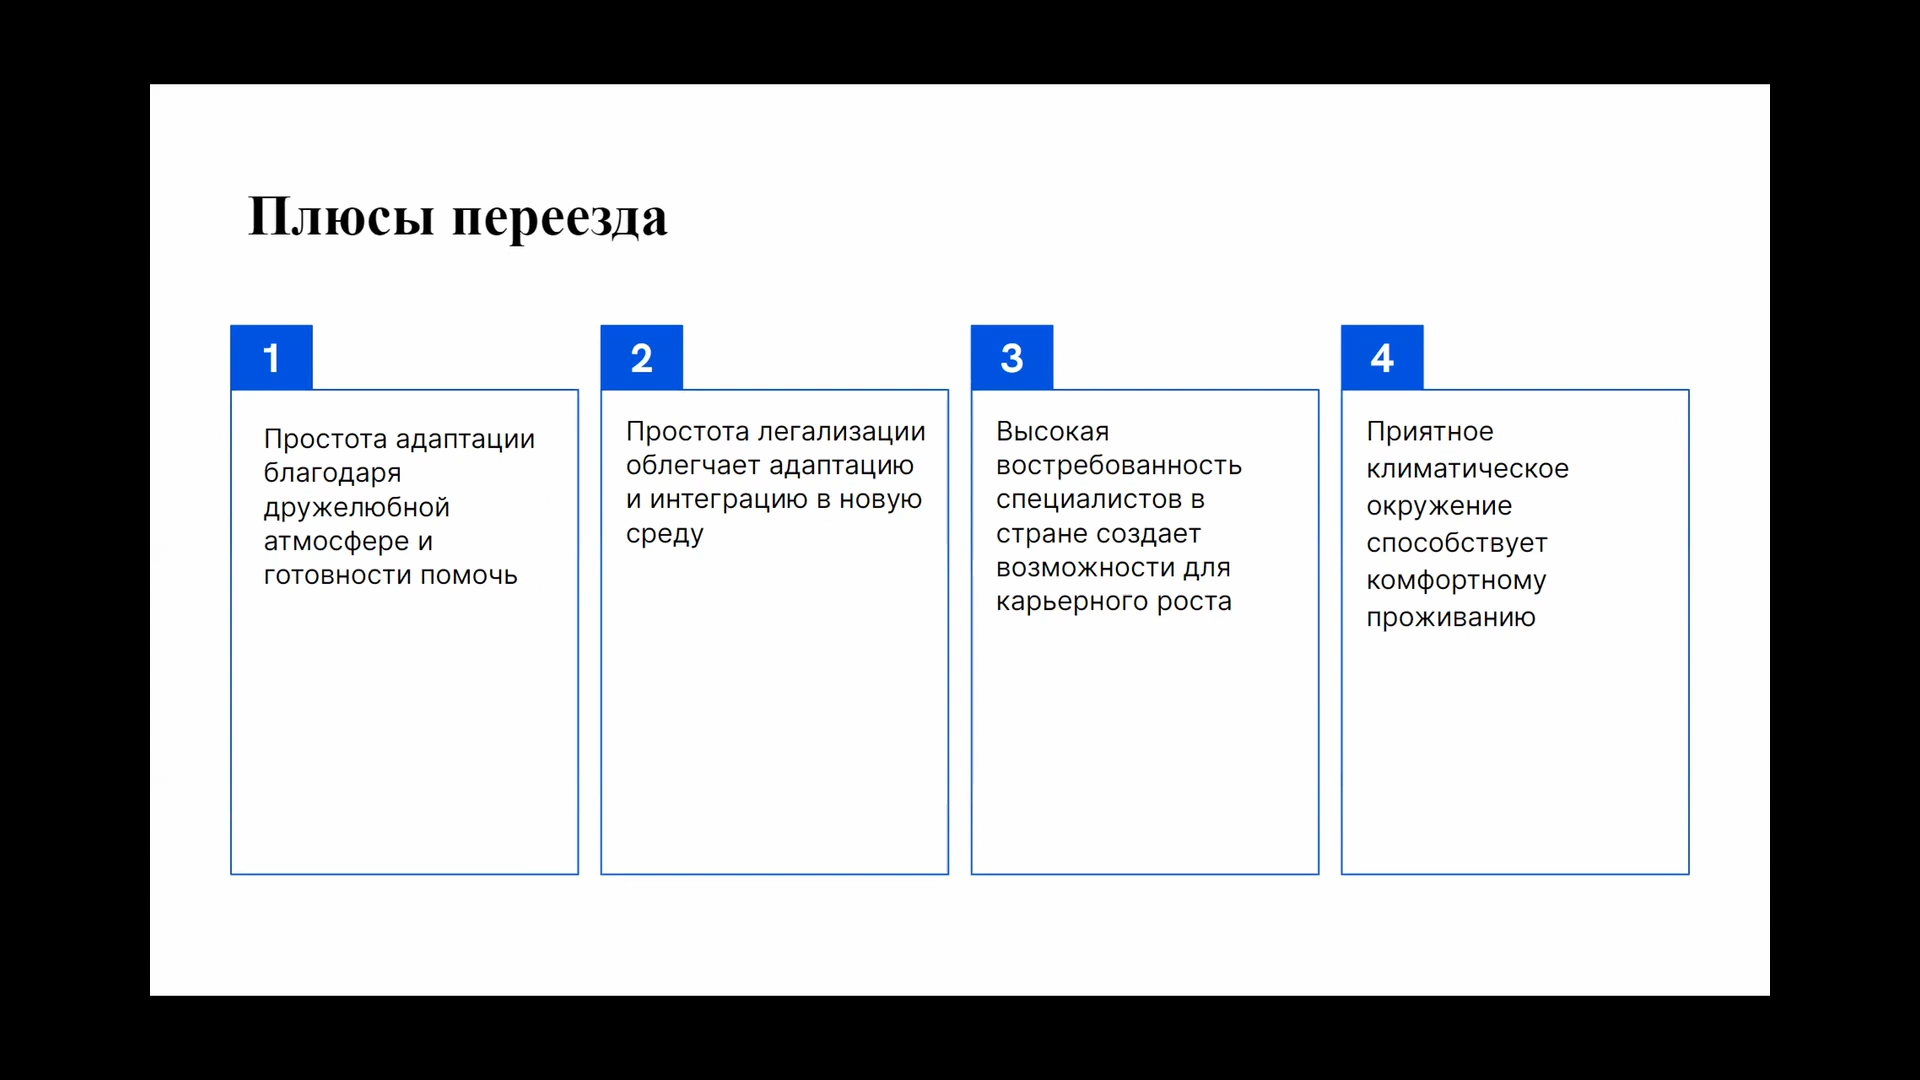 Плюсы переезда
1
Простота адаптации
благодаря
дружелюбной
атмосфере и
готовности помочь
2
Простота легализации
облегчает адаптацию
и интеграцию в новую
среду
3
Высокая
востребованность
специалистов в
стране создает
возможности для
карьерного роста
4
Приятное
климатическое
окружение
способствует
комфортному
проживанию